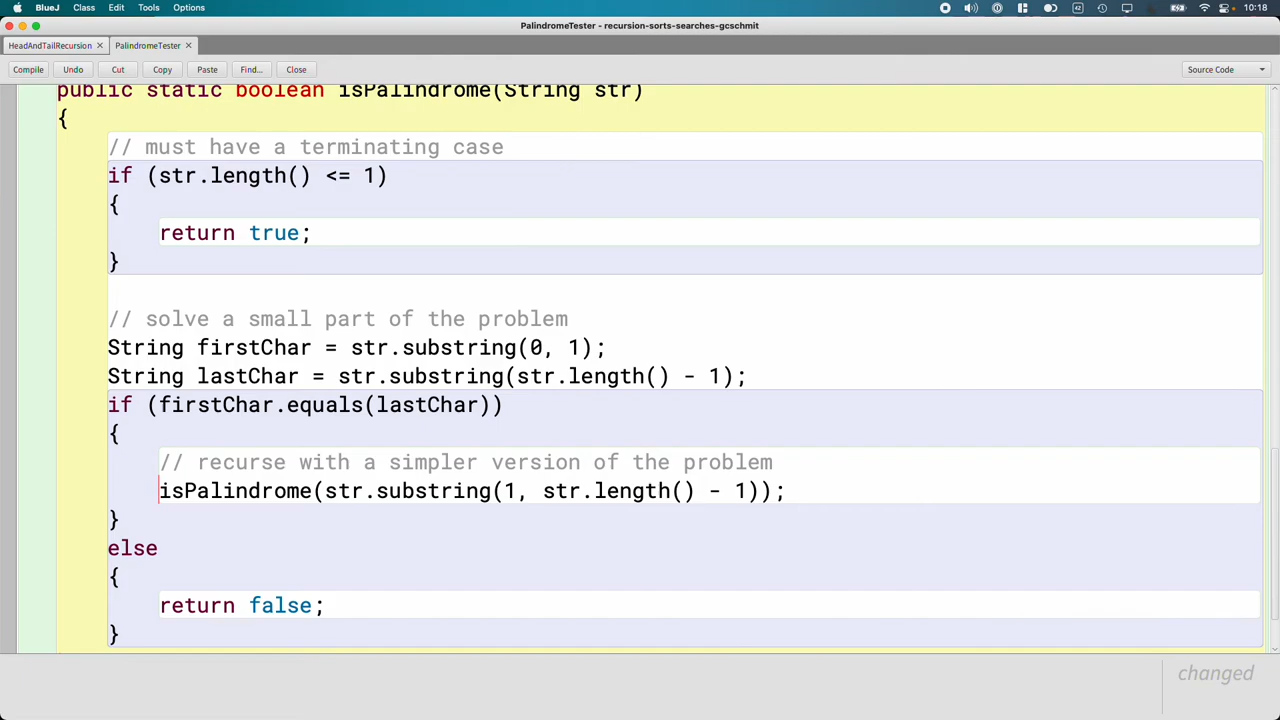 BlueJ Class Edit Tools Options
42 10:18
PalindromeTester - recursion-sorts-searches-gcschmit
HeadAndTailRecursion × PalindromeTester ×
Compile Undo Cut Copy Paste Find... Close Source Code
public static boolean isPalindrome(String str)
{
// must have a terminating case
if (str.length() <= 1)
{
return true;
}
// solve a small part of the problem
String firstChar = str.substring(0, 1);
String lastChar = str.substring(str.length() - 1);
if (firstChar.equals(lastChar))
{
// recurse with a simpler version of the problem
isPalindrome(str.substring(1, str.length() - 1));
}
else
{
return false;
}
changed